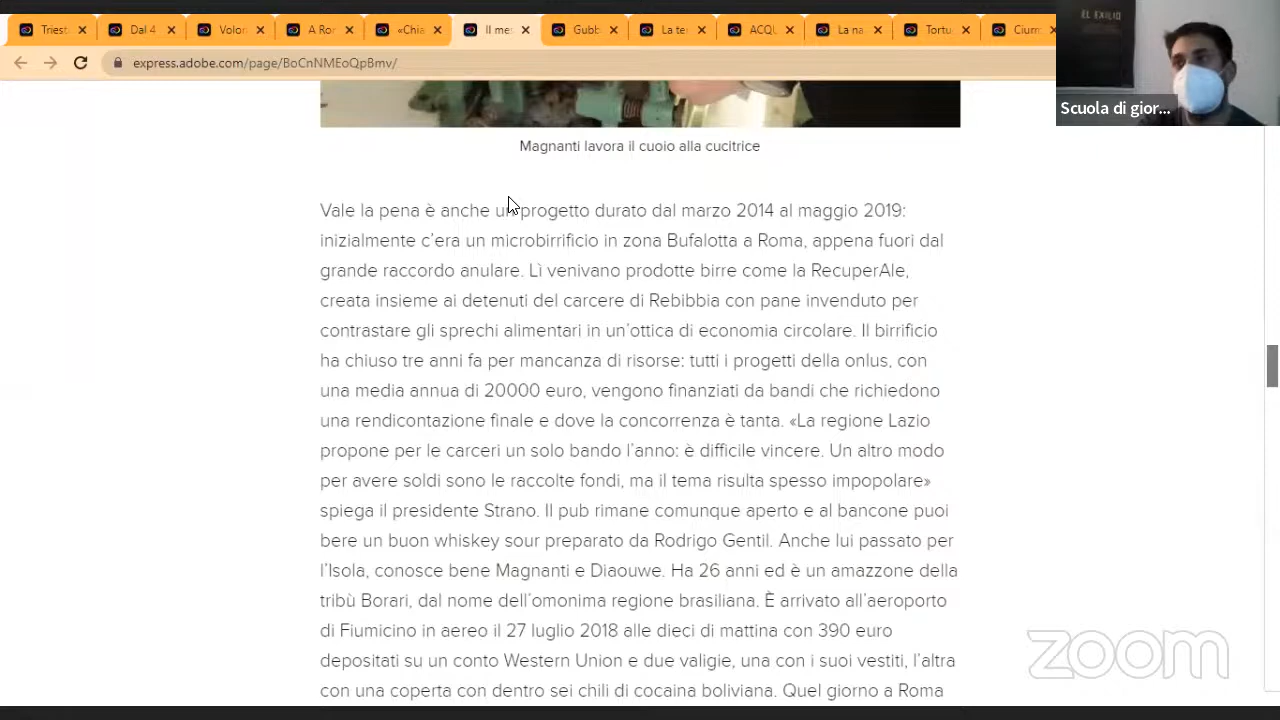 Triest
Dal 4
Volor
A Ror
«Chia
Il me
Gubb
La te
ACQU
La na
Tortu
Cium
express.adobe.com/page/BoCnNMEoQpBmv/
EL EXILIO
Scuola di gior...
Magnanti lavora il cuoio alla cucitrice
Vale la pena è anche un progetto durato dal marzo 2014 al maggio 2019:
inizialmente c’era un microbirrificio in zona Bufalotta a Roma, appena fuori dal
grande raccordo anulare. Lì venivano prodotte birre come la RecuperAle,
creata insieme ai detenuti del carcere di Rebibbia con pane invenduto per
contrastare gli sprechi alimentari in un’ottica di economia circolare. Il birrificio
ha chiuso tre anni fa per mancanza di risorse: tutti i progetti della onlus, con
una media annua di 20000 euro, vengono finanziati da bandi che richiedono
una rendicontazione finale e dove la concorrenza è tanta. «La regione Lazio
propone per le carceri un solo bando l’anno: è difficile vincere. Un altro modo
per avere soldi sono le raccolte fondi, ma il tema risulta spesso impopolare»
spiega il presidente Strano. Il pub rimane comunque aperto e al bancone puoi
bere un buon whiskey sour preparato da Rodrigo Gentil. Anche lui passato per
l’Isola, conosce bene Magnanti e Diaouwe. Ha 26 anni ed è un amazzone della
tribù Borari, dal nome dell’omonima regione brasiliana. È arrivato all’aeroporto
di Fiumicino in aereo il 27 luglio 2018 alle dieci di mattina con 390 euro
depositati su un conto Western Union e due valigie, una con i suoi vestiti, l’altra
con una coperta con dentro sei chili di cocaina boliviana. Quel giorno a Roma
zoom